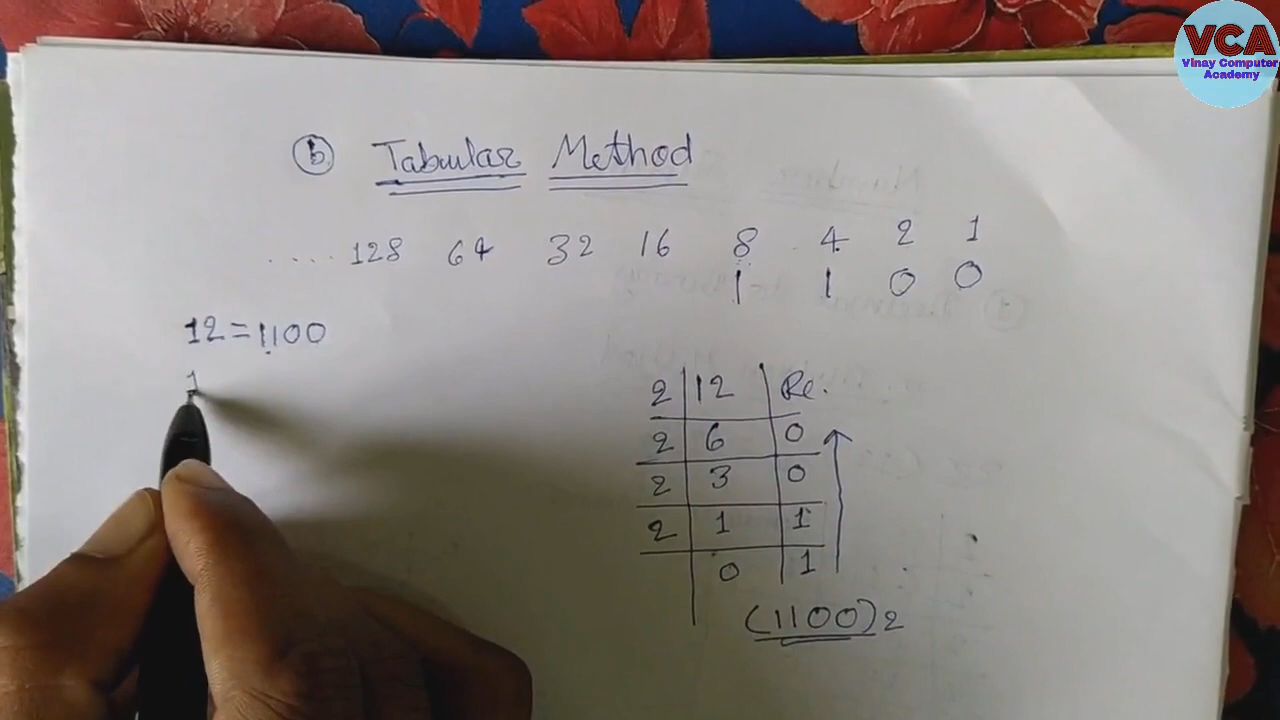 VCA
Vinay Computer
Academy
b Tabular Method
.... 128 64 32 16 8 4 2 1
1 1 0 0
12=1100
1
2 12 Re.
2 6 0
2 3 0
2 1 1
0 1
(1100)2